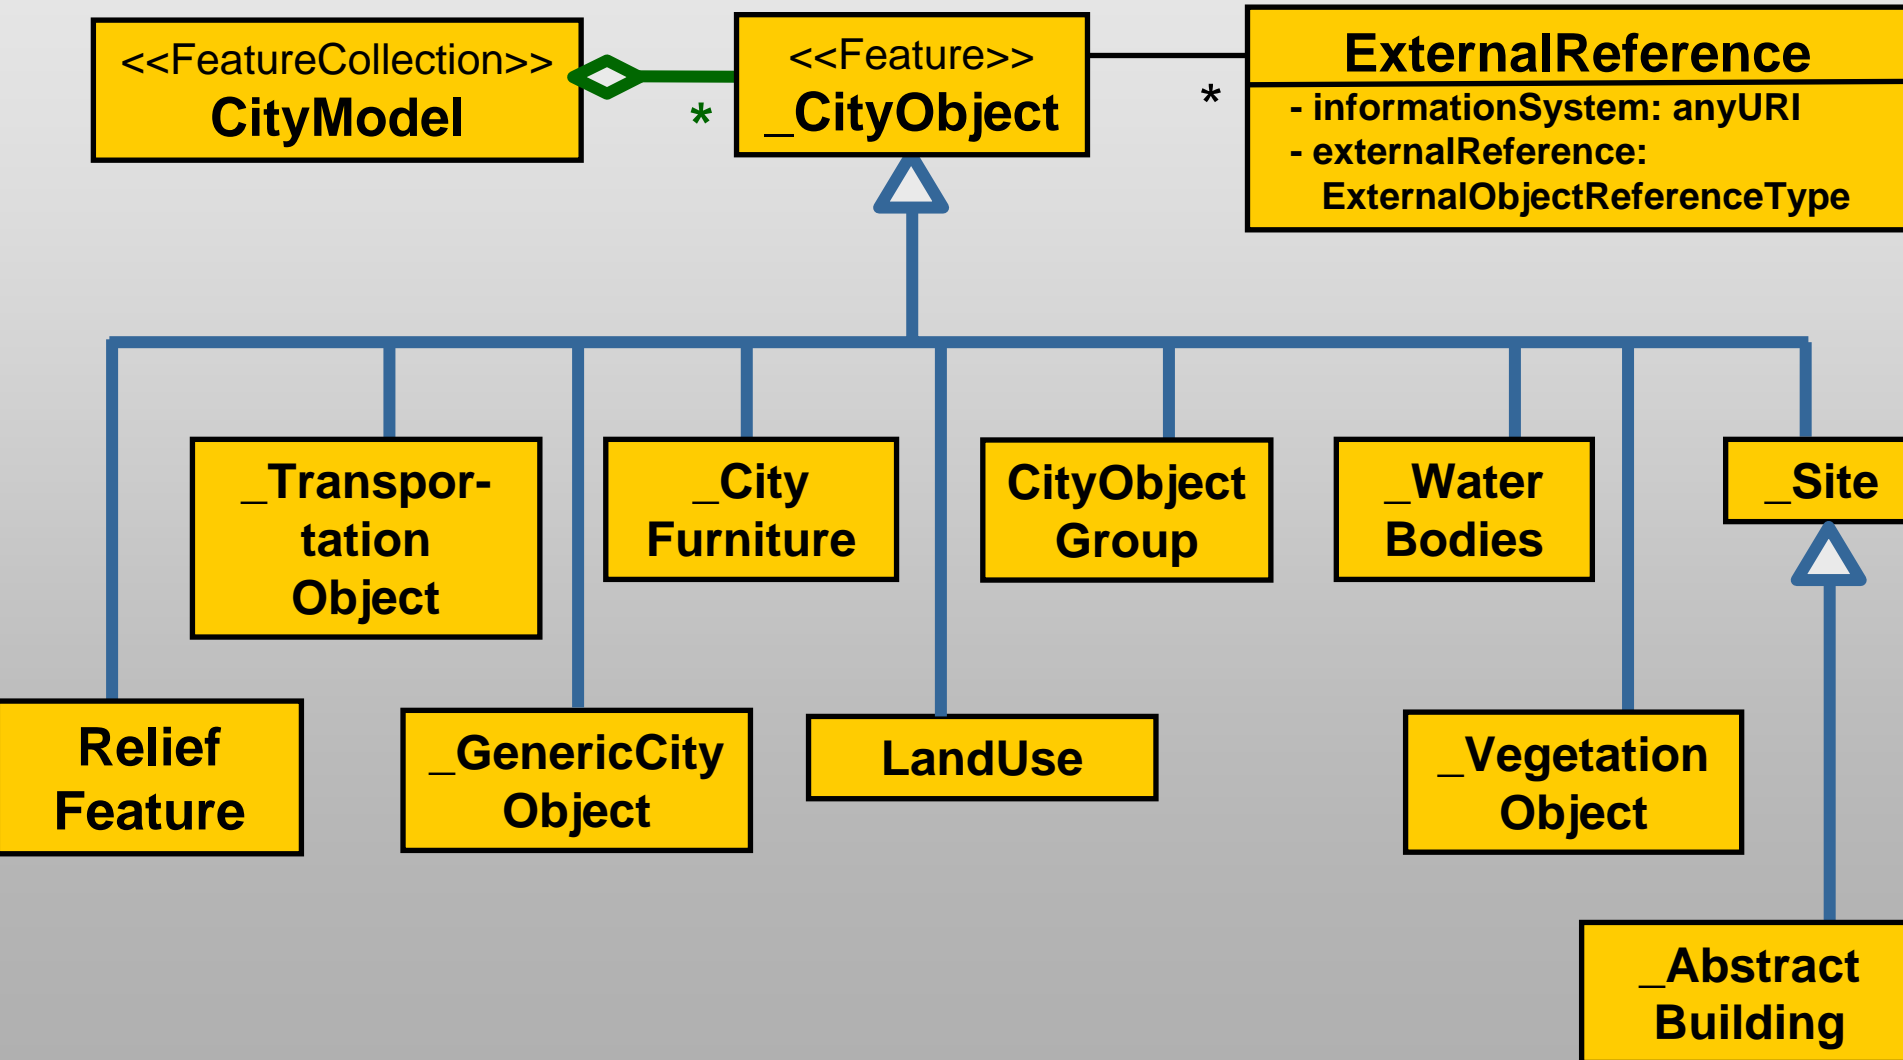 <<FeatureCollection>>
CityModel
*
<<Feature>>
_CityObject
*
ExternalReference
- informationSystem: anyURI
- externalReference:
ExternalObjectReferenceType
_Transpor-
tation
Object
_City
Furniture
CityObject
Group
_Water
Bodies
_Site
Relief
Feature
_GenericCity
Object
LandUse
_Vegetation
Object
_Abstract
Building